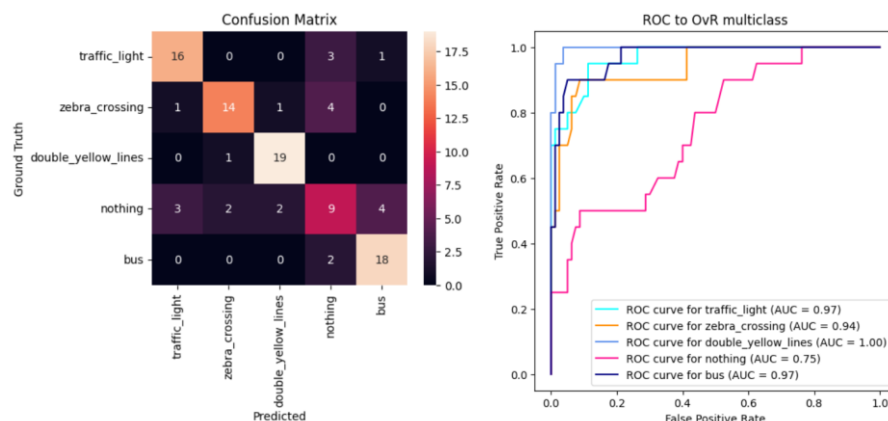 Confusion Matrix
traffic_light
zebra_crossing
double_yellow_lines
nothing
bus
Ground Truth
16 0 0 3 1
1 14 1 4 0
0 1 19 0 0
3 2 2 9 4
0 0 0 2 18
traffic_light
zebra_crossing
double_yellow_lines
nothing
bus
Predicted
17.5
15.0
12.5
10.0
7.5
5.0
2.5
0.0
ROC to OvR multiclass
True Positive Rate
1.0
0.8
0.6
0.4
0.2
0.0
ROC curve for traffic_light (AUC = 0.97)
ROC curve for zebra_crossing (AUC = 0.94)
ROC curve for double_yellow_lines (AUC = 1.00)
ROC curve for nothing (AUC = 0.75)
ROC curve for bus (AUC = 0.97)
0.0 0.2 0.4 0.6 0.8 1.0
False Positive Rate